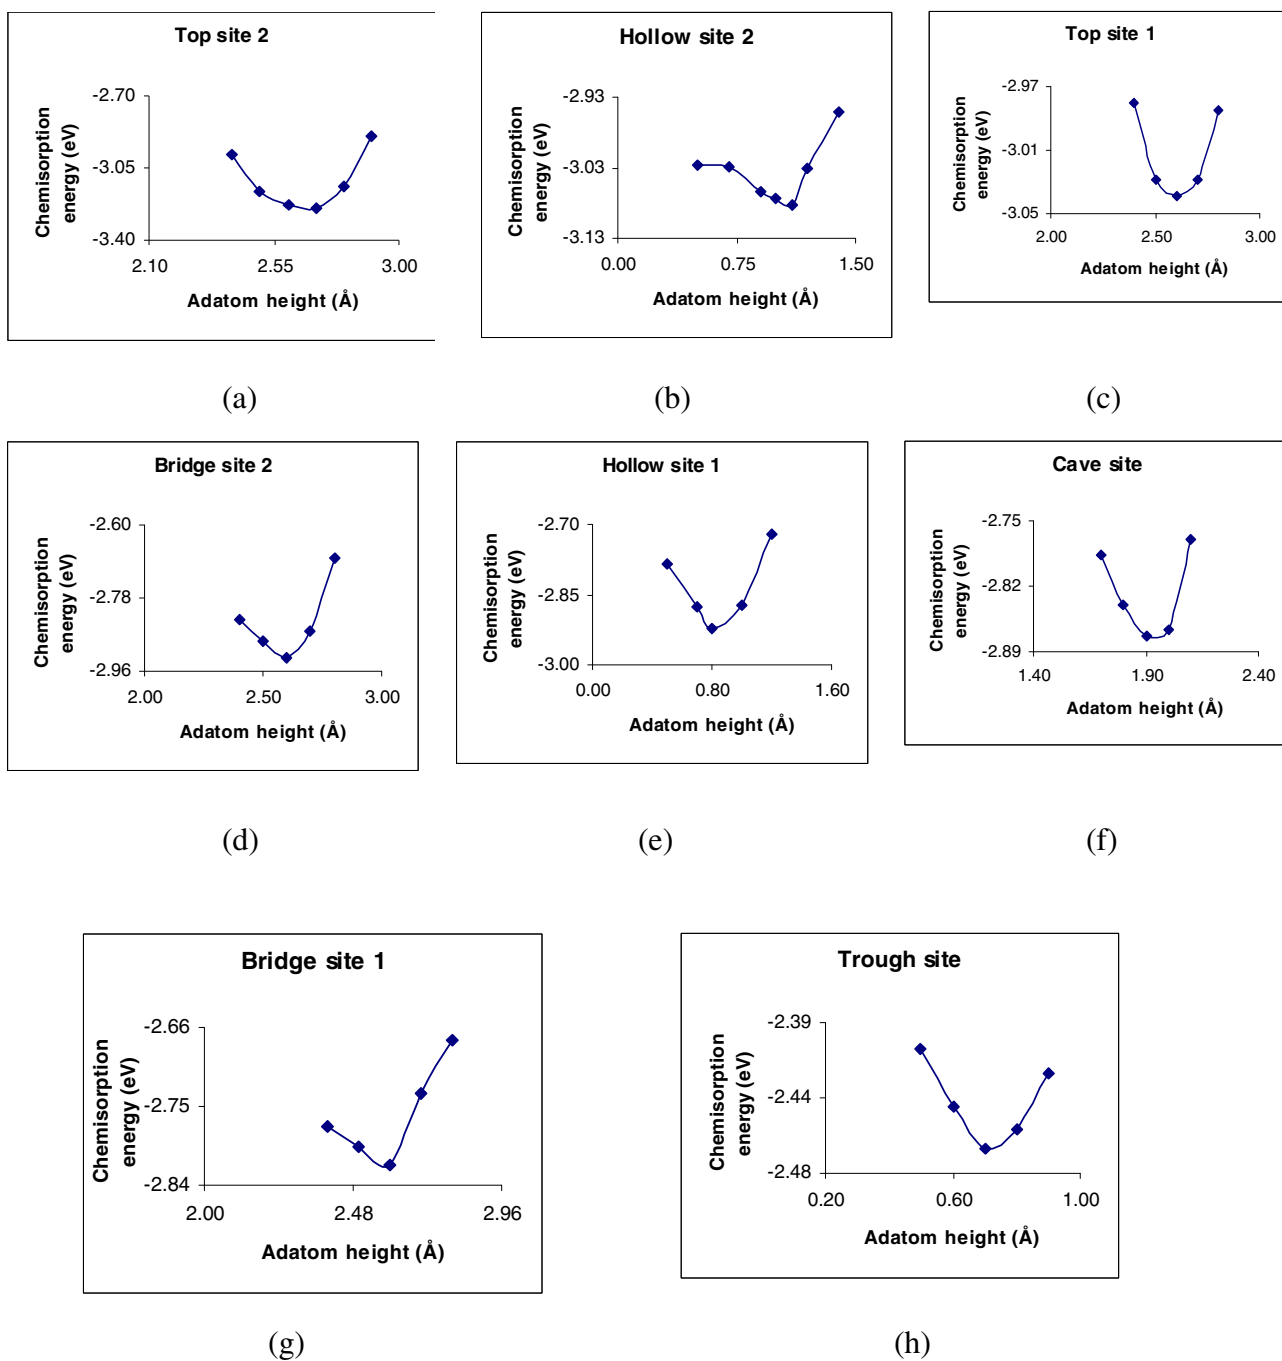 Top site 2
Chemisorption
energy (eV)
-2.70
-3.05
-3.40
2.10 2.55 3.00
Adatom height (Å)
(a)
Hollow site 2
Chemisorption
energy (eV)
-2.93
-3.03
-3.13
0.00 0.75 1.50
Adatom height (Å)
(b)
Top site 1
Chemisorption
energy (eV)
-2.97
-3.01
-3.05
2.00 2.50 3.00
Adatom height (Å)
(c)
Bridge site 2
Chemisorption
energy (eV)
-2.60
-2.78
-2.96
2.00 2.50 3.00
Adatom height (Å)
(d)
Hollow site 1
Chemisorption
energy (eV)
-2.70
-2.85
-3.00
0.00 0.80 1.60
Adatom height (Å)
(e)
Cave site
Chemisorption
energy (eV)
-2.75
-2.82
-2.89
1.40 1.90 2.40
Adatom height (Å)
(f)
Bridge site 1
Chemisorption
energy (eV)
-2.66
-2.75
-2.84
2.00 2.48 2.96
Adatom height (Å)
(g)
Trough site
Chemisorption
energy (eV)
-2.39
-2.44
-2.48
0.20 0.60 1.00
Adatom height (Å)
(h)